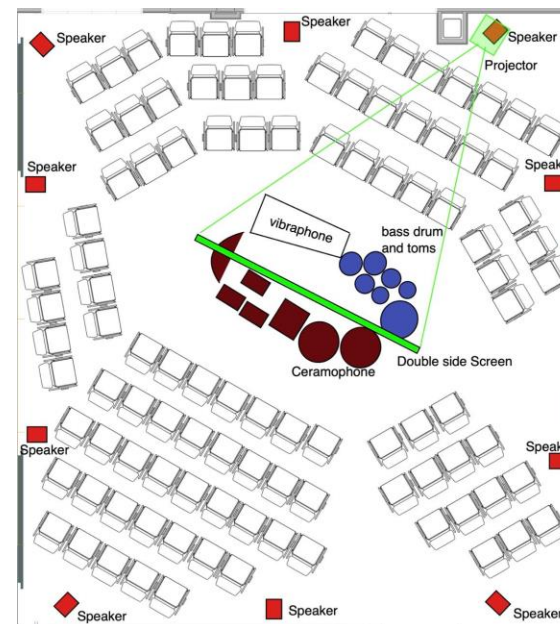 Speaker
Speaker
Speaker
Projector
Speaker
Speak
vibraphone
bass drum
and toms
Double side Screen
Ceramophone
Speaker
Speak
Speaker
Speaker
Speaker